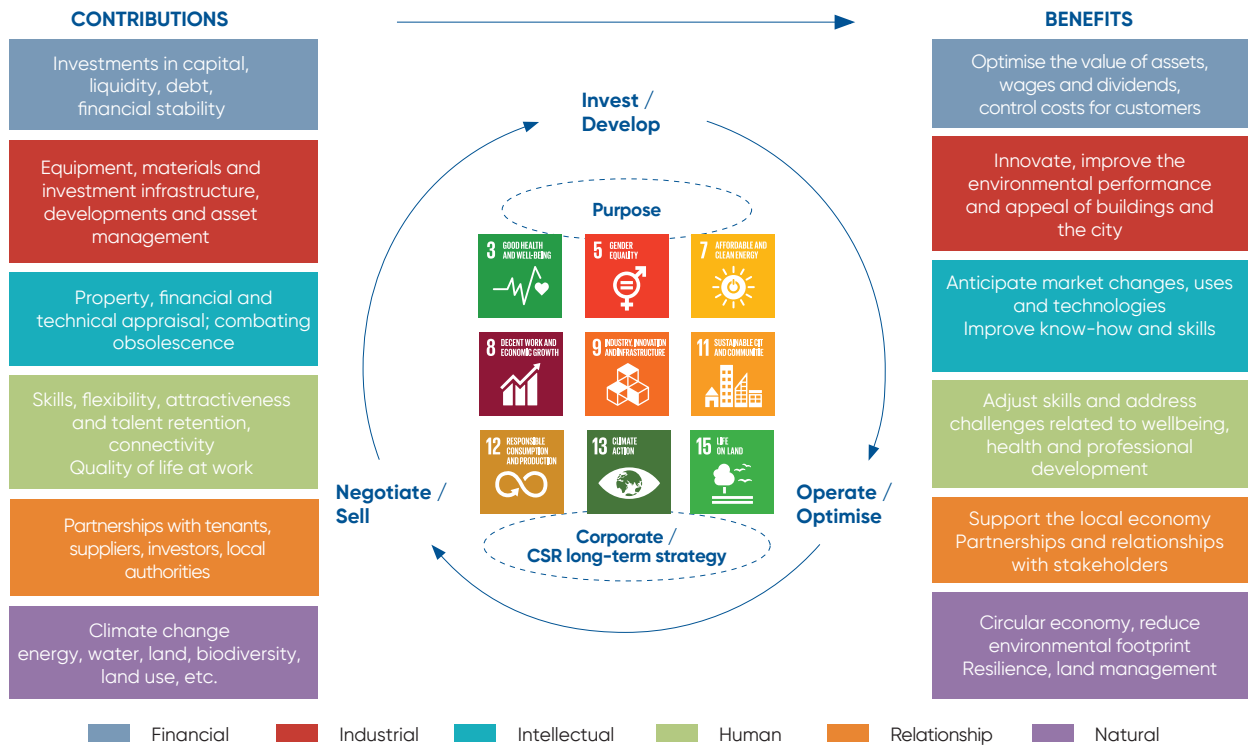 CONTRIBUTIONS
Investments in capital,
liquidity, debt,
financial stability
Equipment, materials and
investment infrastructure,
developments and asset
management
Property, financial and
technical appraisal; combating
obsolescence
Skills, flexibility, attractiveness
and talent retention,
connectivity
Quality of life at work
Partnerships with tenants,
suppliers, investors, local
authorities
Climate change
energy, water, land, biodiversity,
land use, etc.
Invest /
Develop
Purpose
3 GOOD HEALTH
AND WELL-BEING
5 GENDER
EQUALITY
7 AFFORDABLE AND
CLEAN ENERGY
8 DECENT WORK AND
ECONOMIC GROWTH
9 INDUSTRY, INNOVATION
AND INFRASTRUCTURE
11 SUSTAINABLE CIT
AND COMMUNITIE
12 RESPONSIBLE
CONSUMPTION
AND PRODUCTION
13 CLIMATE
ACTION
15 LIFE
ON LAND
Negotiate /
Sell
Operate /
Optimise
Corporate /
CSR long-term strategy
BENEFITS
Optimise the value of assets,
wages and dividends,
control costs for customers
Innovate, improve the
environmental performance
and appeal of buildings and
the city
Anticipate market changes, uses
and technologies
Improve know-how and skills
Adjust skills and address
challenges related to wellbeing,
health and professional
development
Support the local economy
Partnerships and relationships
with stakeholders
Circular economy, reduce
environmental footprint
Resilience, land management
Financial
Industrial
Intellectual
Human
Relationship
Natural